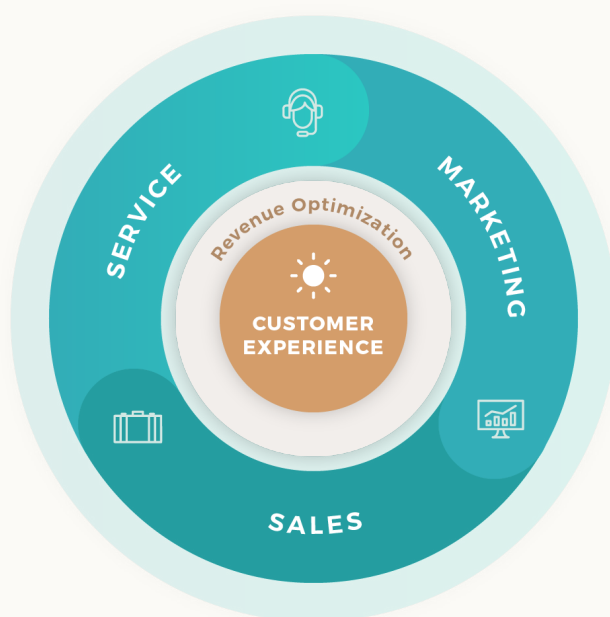 SERVICE
MARKETING
Revenue Optimization
CUSTOMER
EXPERIENCE
SALES